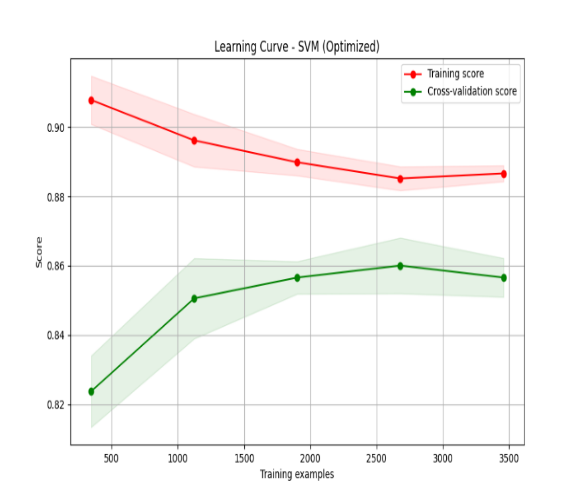 Learning Curve - SVM (Optimized)
Training score
Cross-validation score
0.90
0.88
0.86
0.84
0.82
Score
500
1000
1500
2000
2500
3000
3500
Training examples